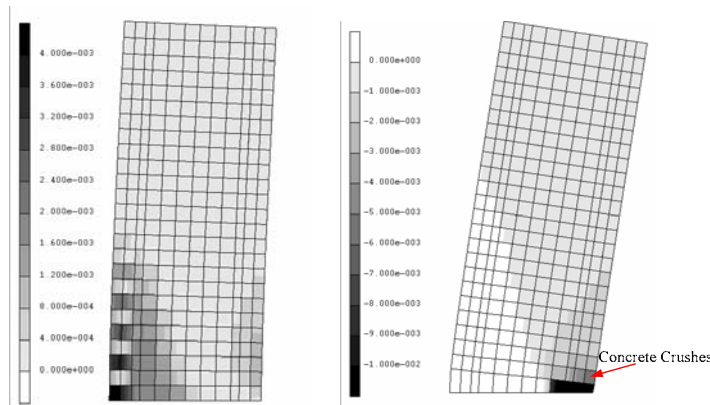 4.000e-003
3.600e-003
3.200e-003
2.800e-003
2.400e-003
2.000e-003
1.600e-003
1.200e-003
8.000e-004
4.000e-004
0.000e+000
0.000e+000
-1.000e-003
-2.000e-003
-3.000e-003
-4.000e-003
-5.000e-003
-6.000e-003
-7.000e-003
-8.000e-003
-9.000e-003
-1.000e-002
Concrete Crushes